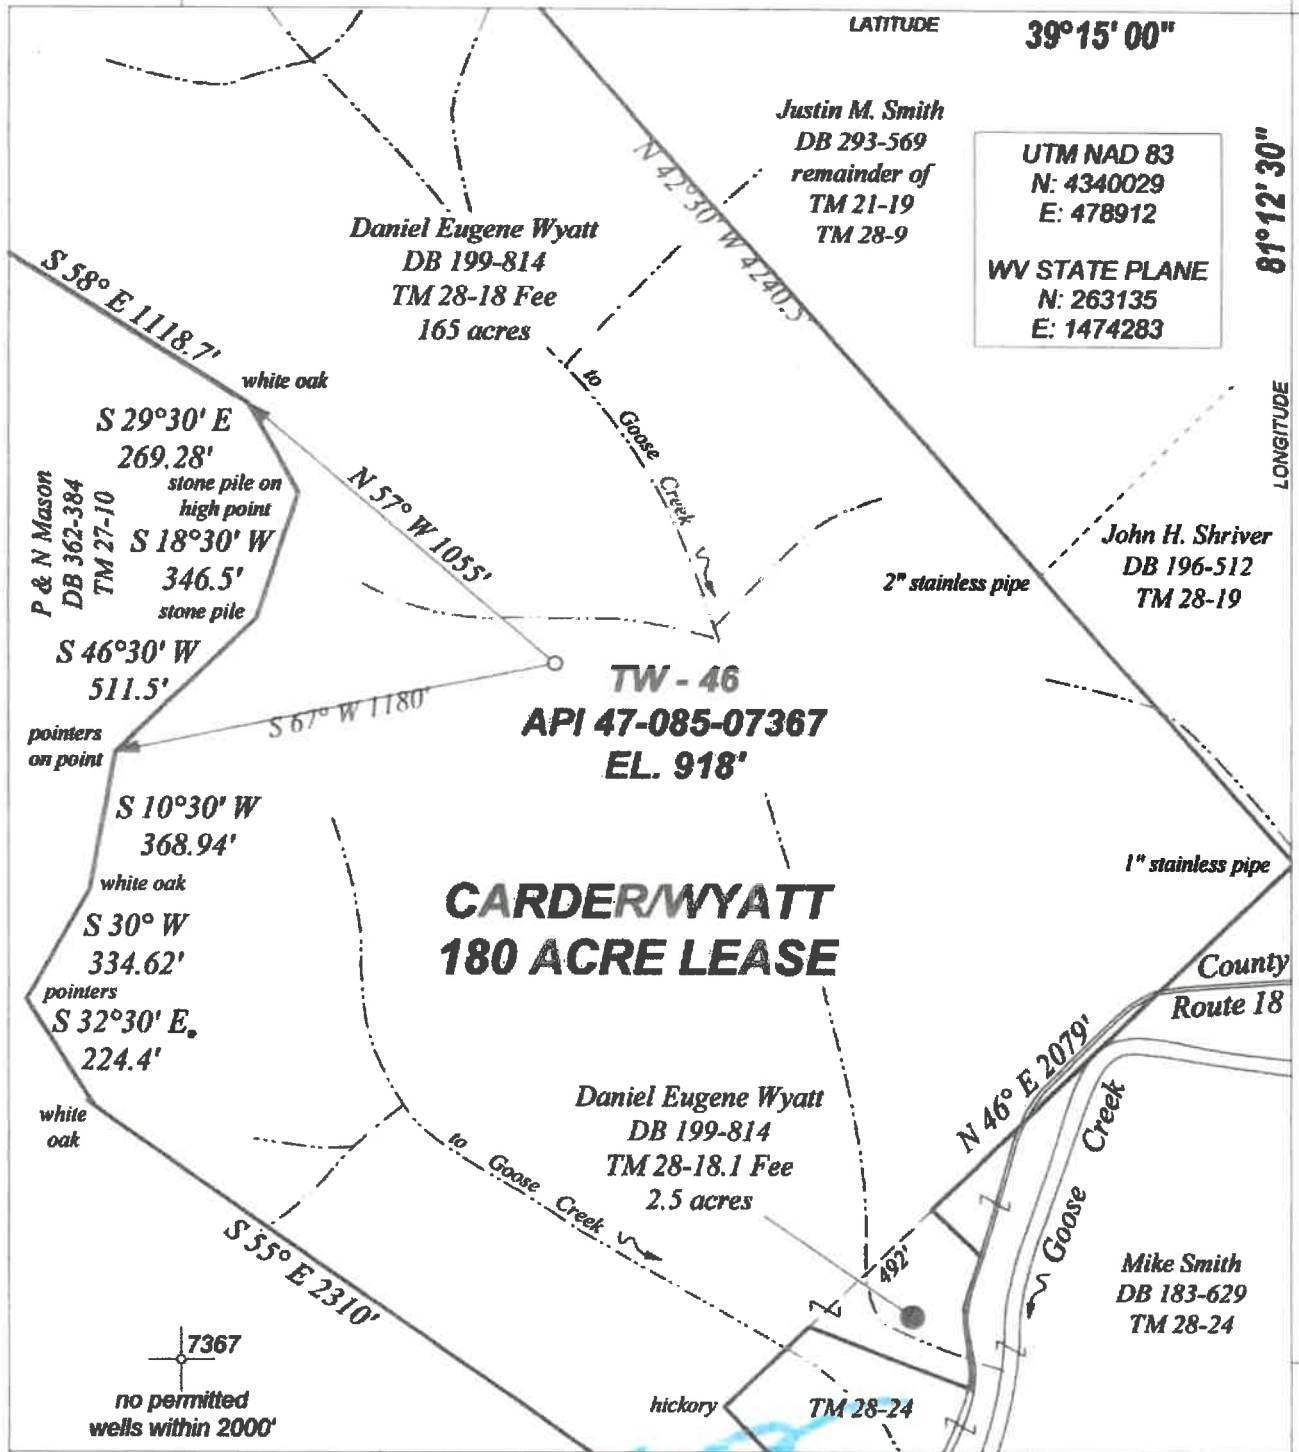 LATITUDE 39°15' 00"
Justin M. Smith
DB 293-569
remainder of
TM 21-19
TM 28-9
UTM NAD 83
N: 4340029
E: 478912
WV STATE PLANE
N: 263135
E: 1474283
81°12' 30"
LONGITUDE
N 42°30' W 4240.5'
Daniel Eugene Wyatt
DB 199-814
TM 28-18 Fee
165 acres
S 58° E 1118.7'
white oak
S 29°30' E
269.28'
stone pile on
high point
P & N Mason
DB 362-384
TM 27-10
S 18°30' W
346.5'
stone pile
N 57° W 1055'
to Goose Creek
2" stainless pipe
John H. Shriver
DB 196-512
TM 28-19
S 46°30' W
511.5'
pointers
on point
S 67° W 1180'
TW - 46
API 47-085-07367
EL. 918'
S 10°30' W
368.94'
white oak
1" stainless pipe
CARDER/WYATT
180 ACRE LEASE
S 30° W
334.62'
pointers
S 32°30' E
224.4'
white
oak
County
Route 18
N 46° E 2079'
Goose Creek
Daniel Eugene Wyatt
DB 199-814
TM 28-18.1 Fee
2.5 acres
to Goose Creek
S 55° E 2310'
492'
Mike Smith
DB 183-629
TM 28-24
7367
no permitted
wells within 2000'
hickory
TM 28-24